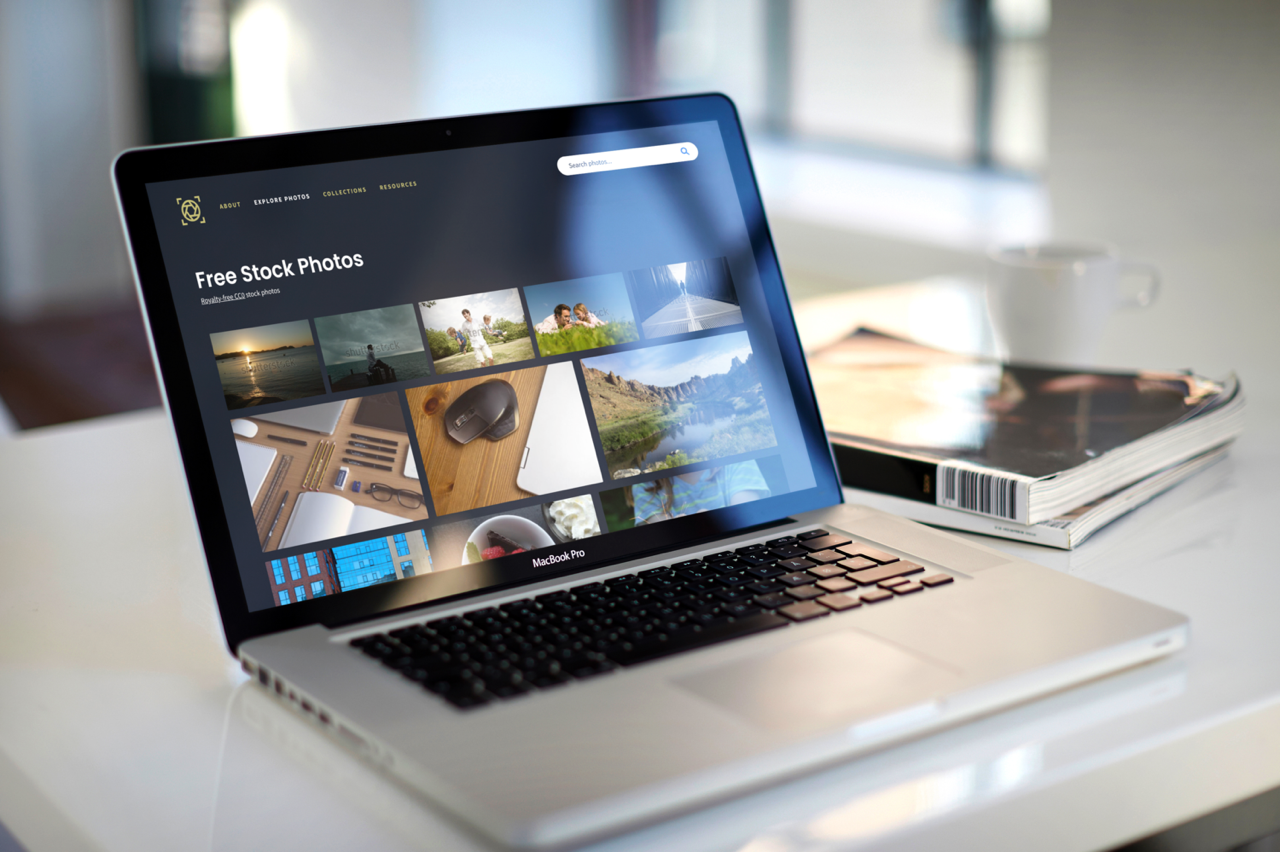 Search photos...
ABOUT EXPLORE PHOTOS COLLECTIONS RESOURCES
Free Stock Photos
Royalty-free CC0 stock photos
MacBook Pro